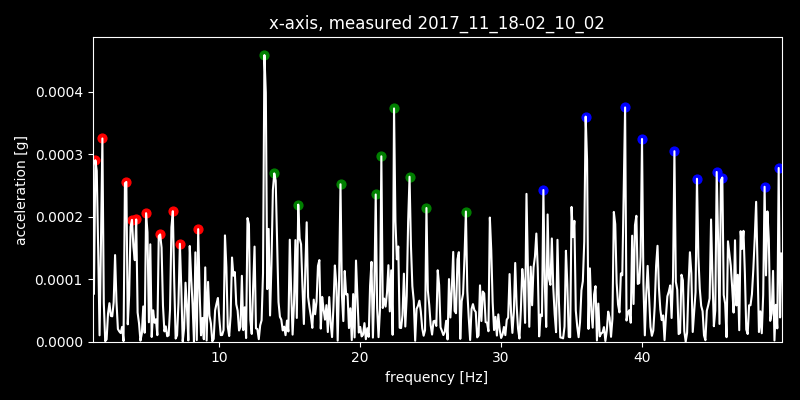 x-axis, measured 2017_11_18-02_10_02
0.0004
0.0003
0.0002
0.0001
0.0000
acceleration [g]
10 20 30 40
frequency [Hz]